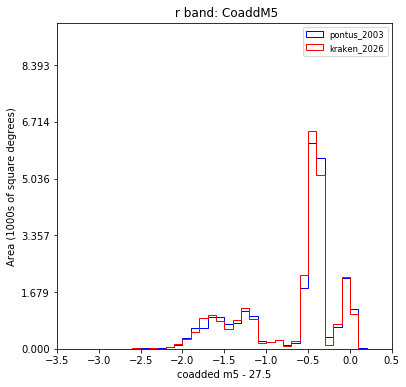 r band: CoaddM5
pontus_2003
kraken_2026
8.393
6.714
5.036
3.357
1.679
0.000
Area (1000s of square degrees)
−3.5 −3.0 −2.5 −2.0 −1.5 −1.0 −0.5 0.0 0.5
coadded m5 - 27.5